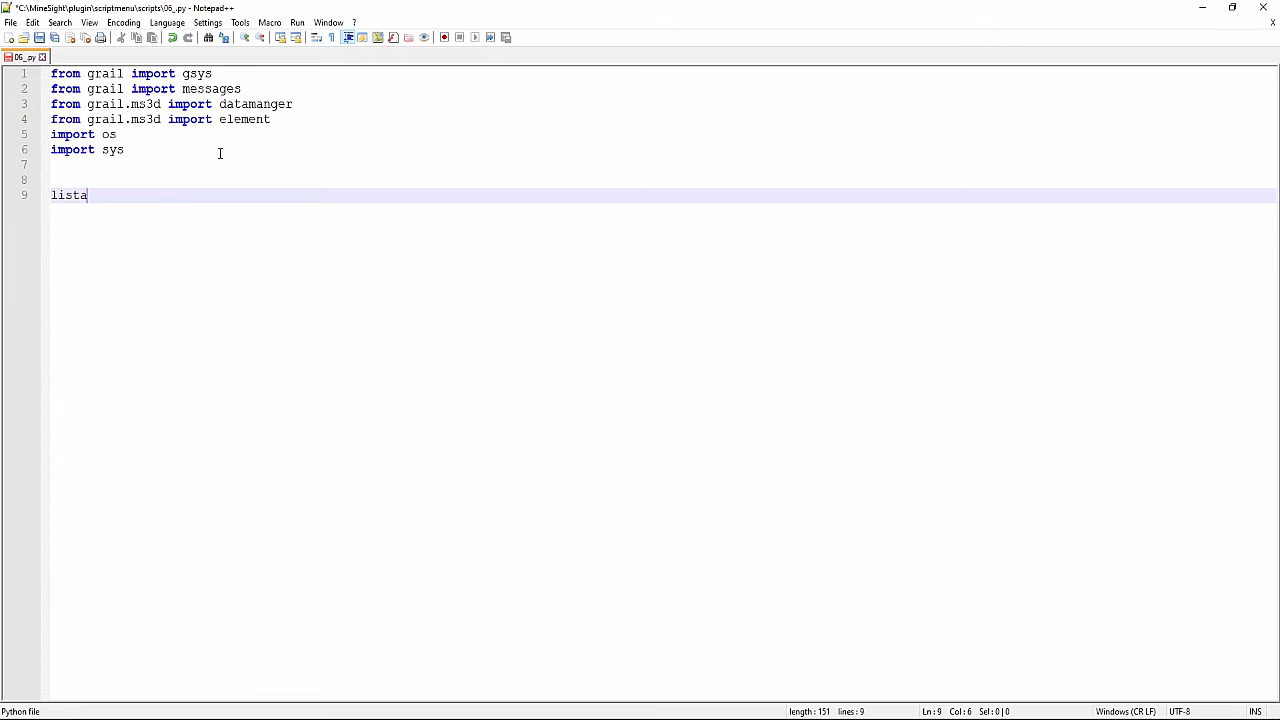 *C:\MineSight\plugin\scriptmenu\scripts\06_.py - Notepad++
File Edit Search View Encoding Language Settings Tools Macro Run Window ?
X
06_.py
1 from grail import gsys
2 from grail import messages
3 from grail.ms3d import datamanger
4 from grail.ms3d import element
5 import os
6 import sys
7
8
9 lista
Python file length : 151 lines : 9 Ln : 9 Col : 6 Sel : 0 | 0 Windows (CR LF) UTF-8 INS